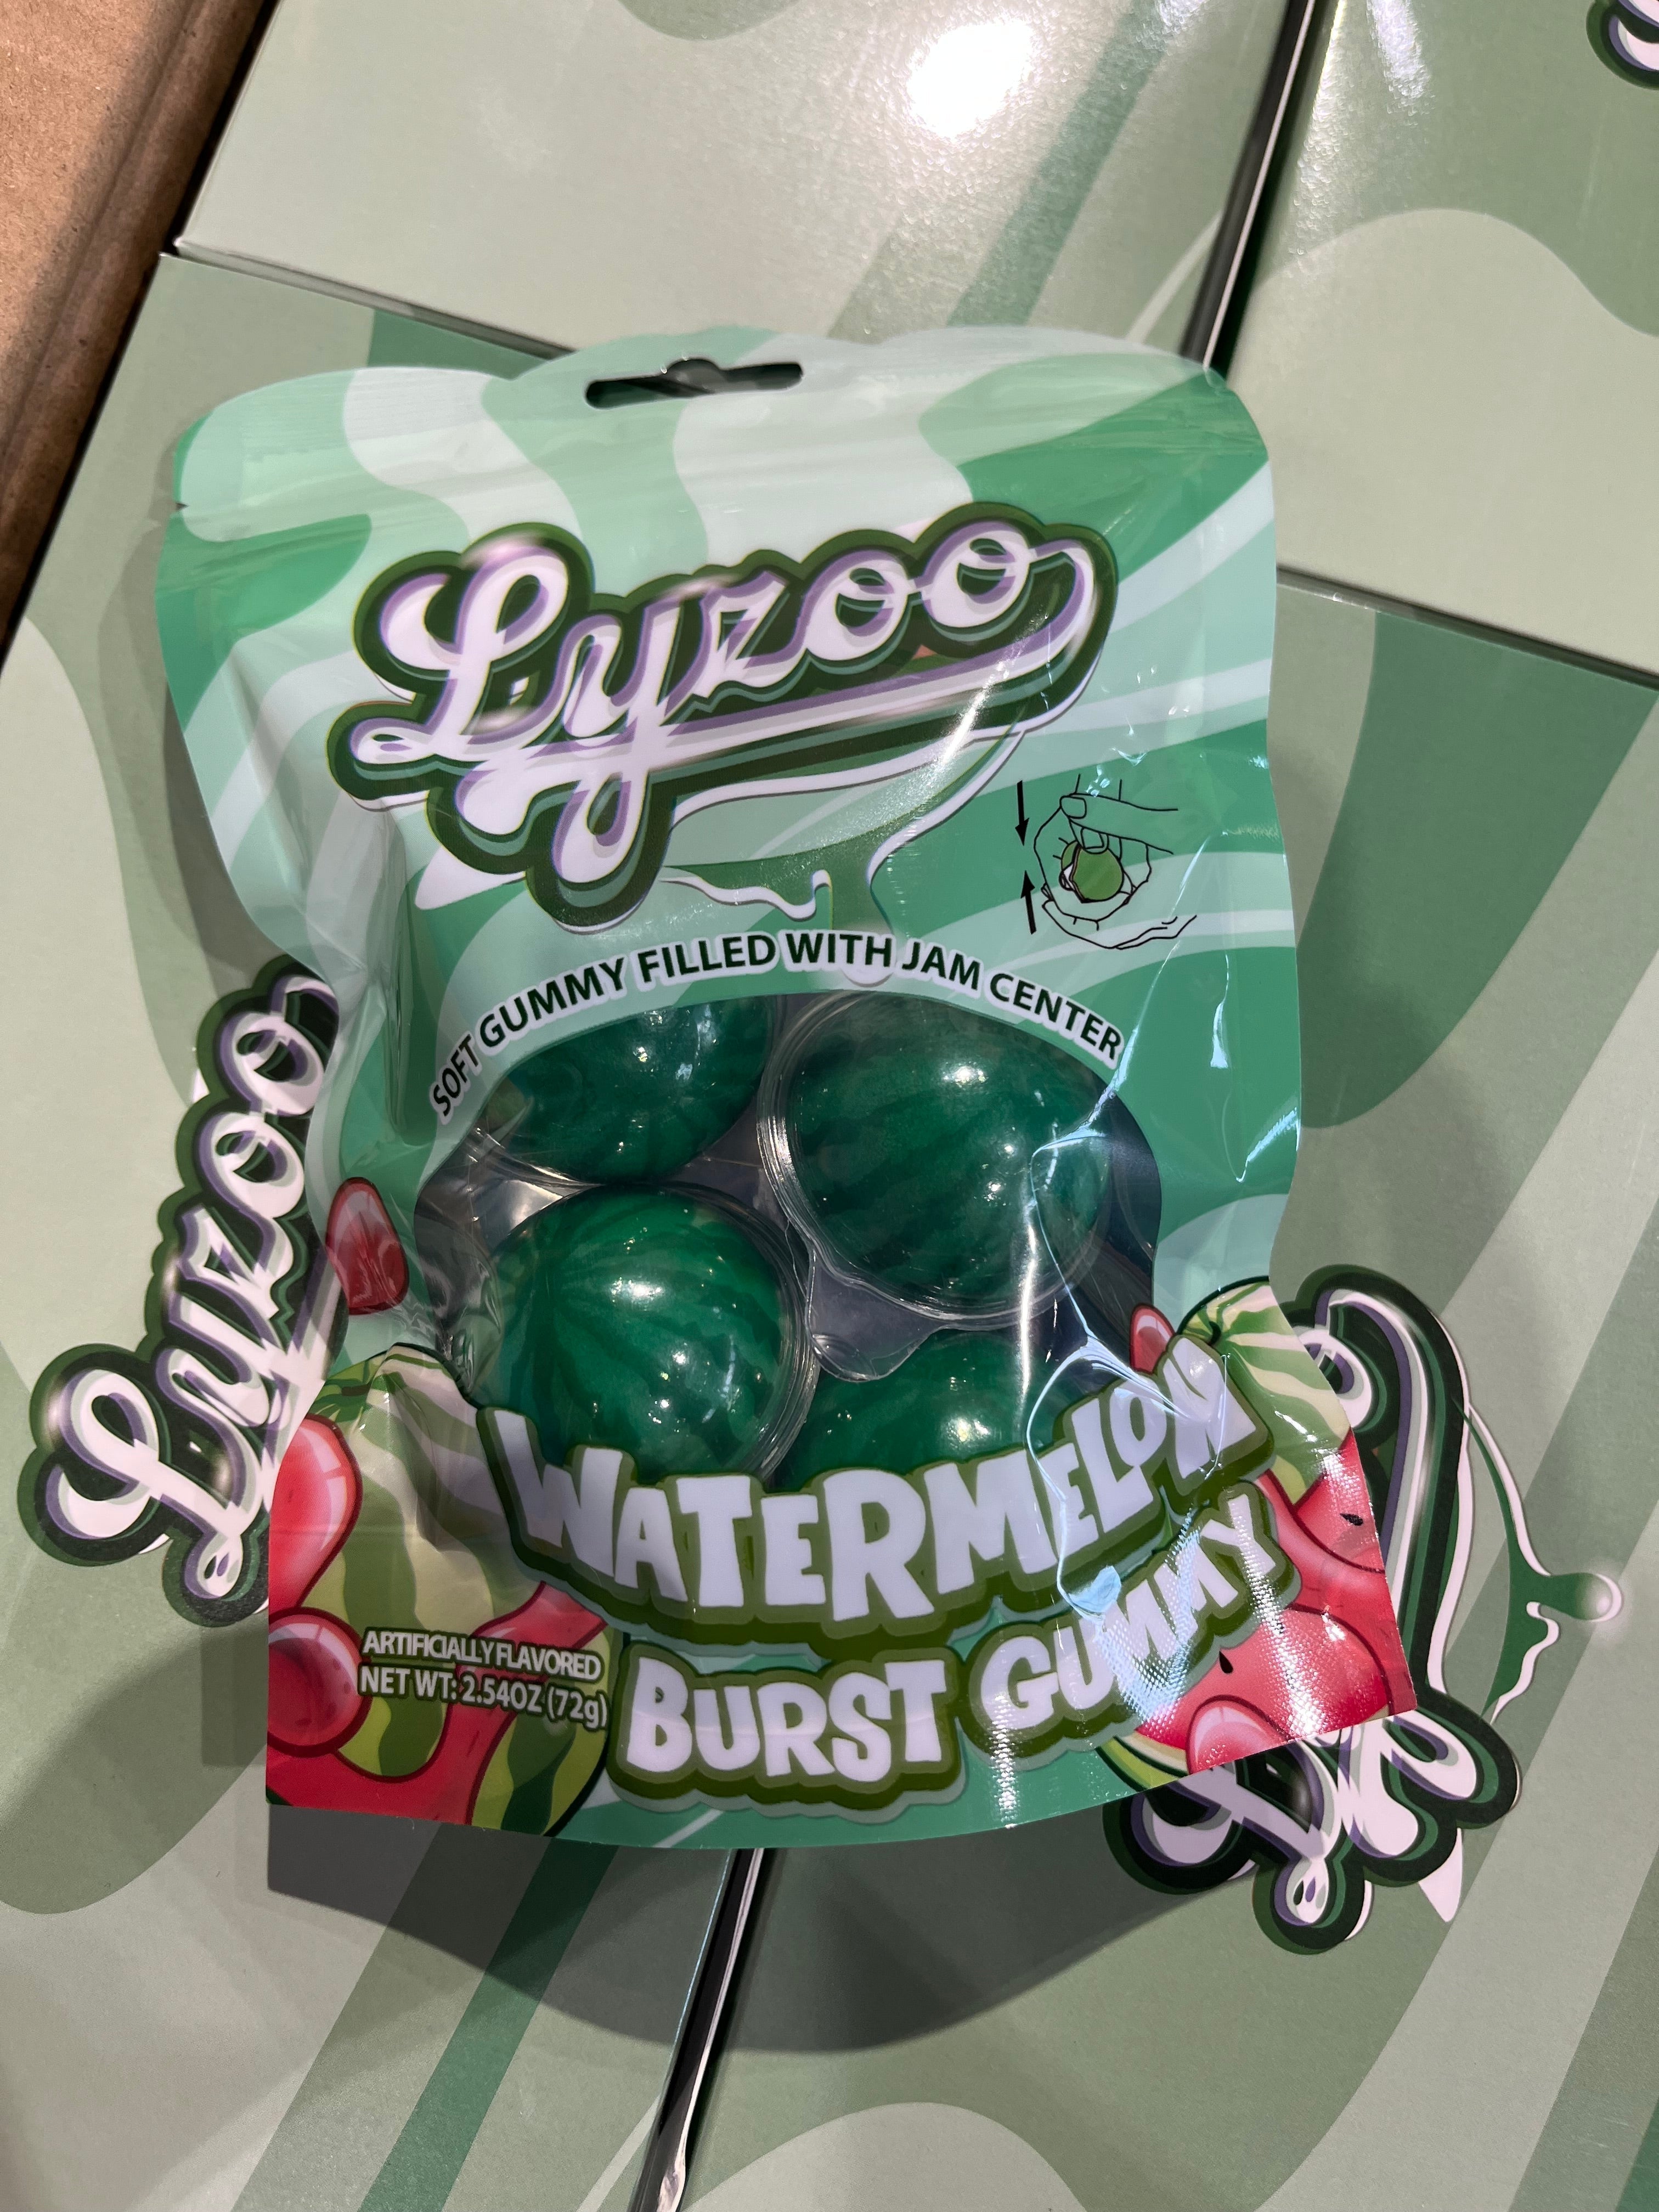 Lyzoo
SOFT GUMMY FILLED WITH JAM CENTER
Lyzoo
WATERMELON
BURST GUMMY
ARTIFICIALLY FLAVORED
NET WT: 2.54OZ (72g)